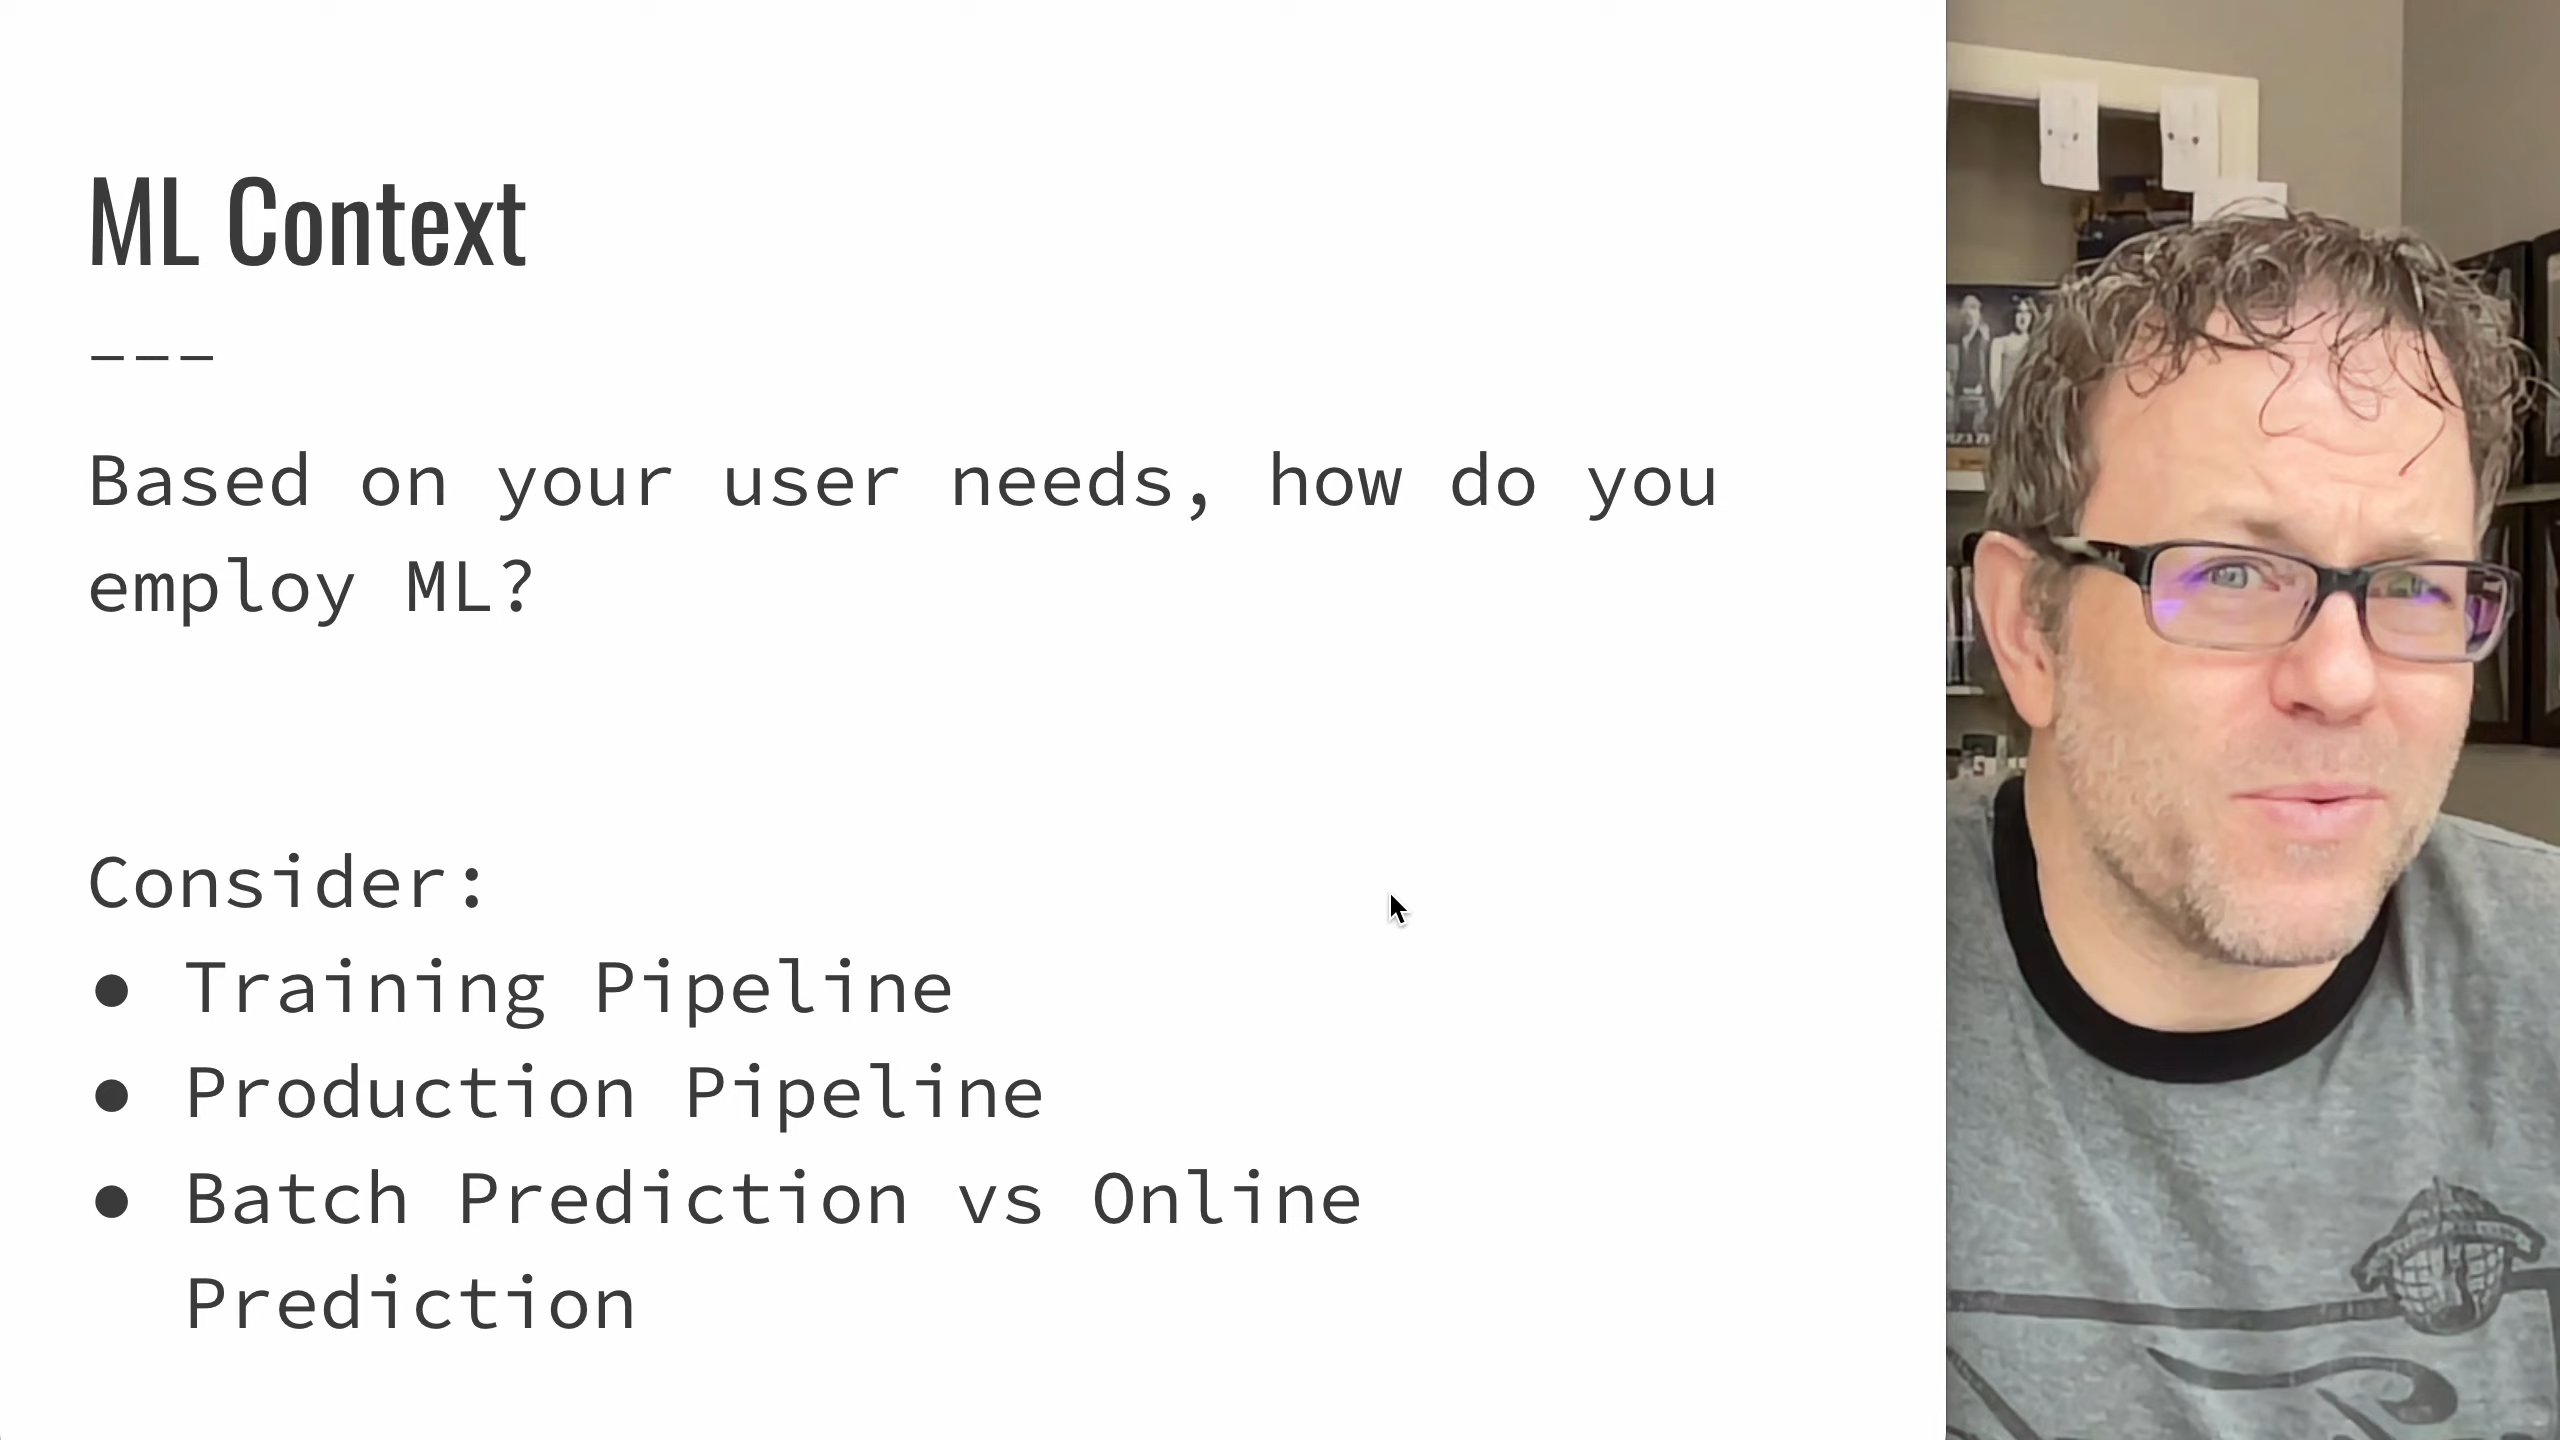 ML Context
---
Based on your user needs, how do you
employ ML?
Consider:
● Training Pipeline
● Production Pipeline
● Batch Prediction vs Online
Prediction